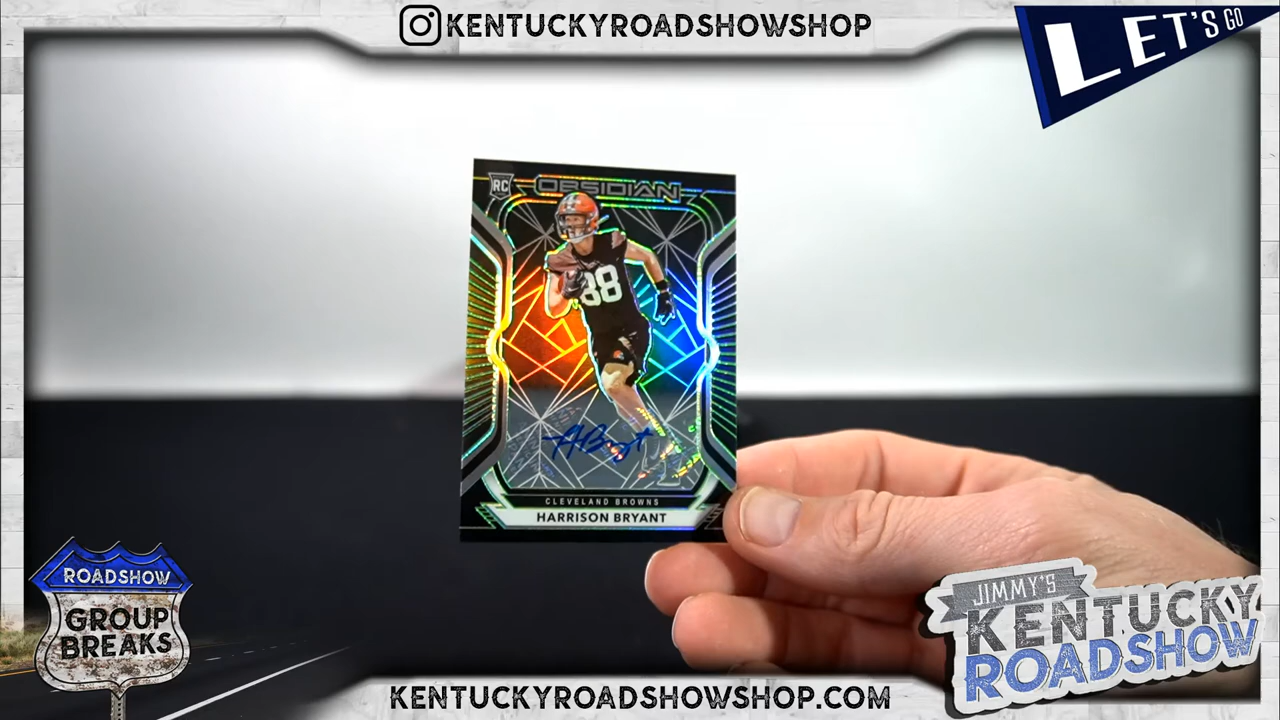 KENTUCKYROADSHOWSHOP
LET'S GO
RC
OBSIDIAN
88
CLEVELAND BROWNS
HARRISON BRYANT
ROADSHOW
GROUP
BREAKS
JIMMY'S
KENTUCKY
ROADSHOW
KENTUCKYROADSHOWSHOP.COM